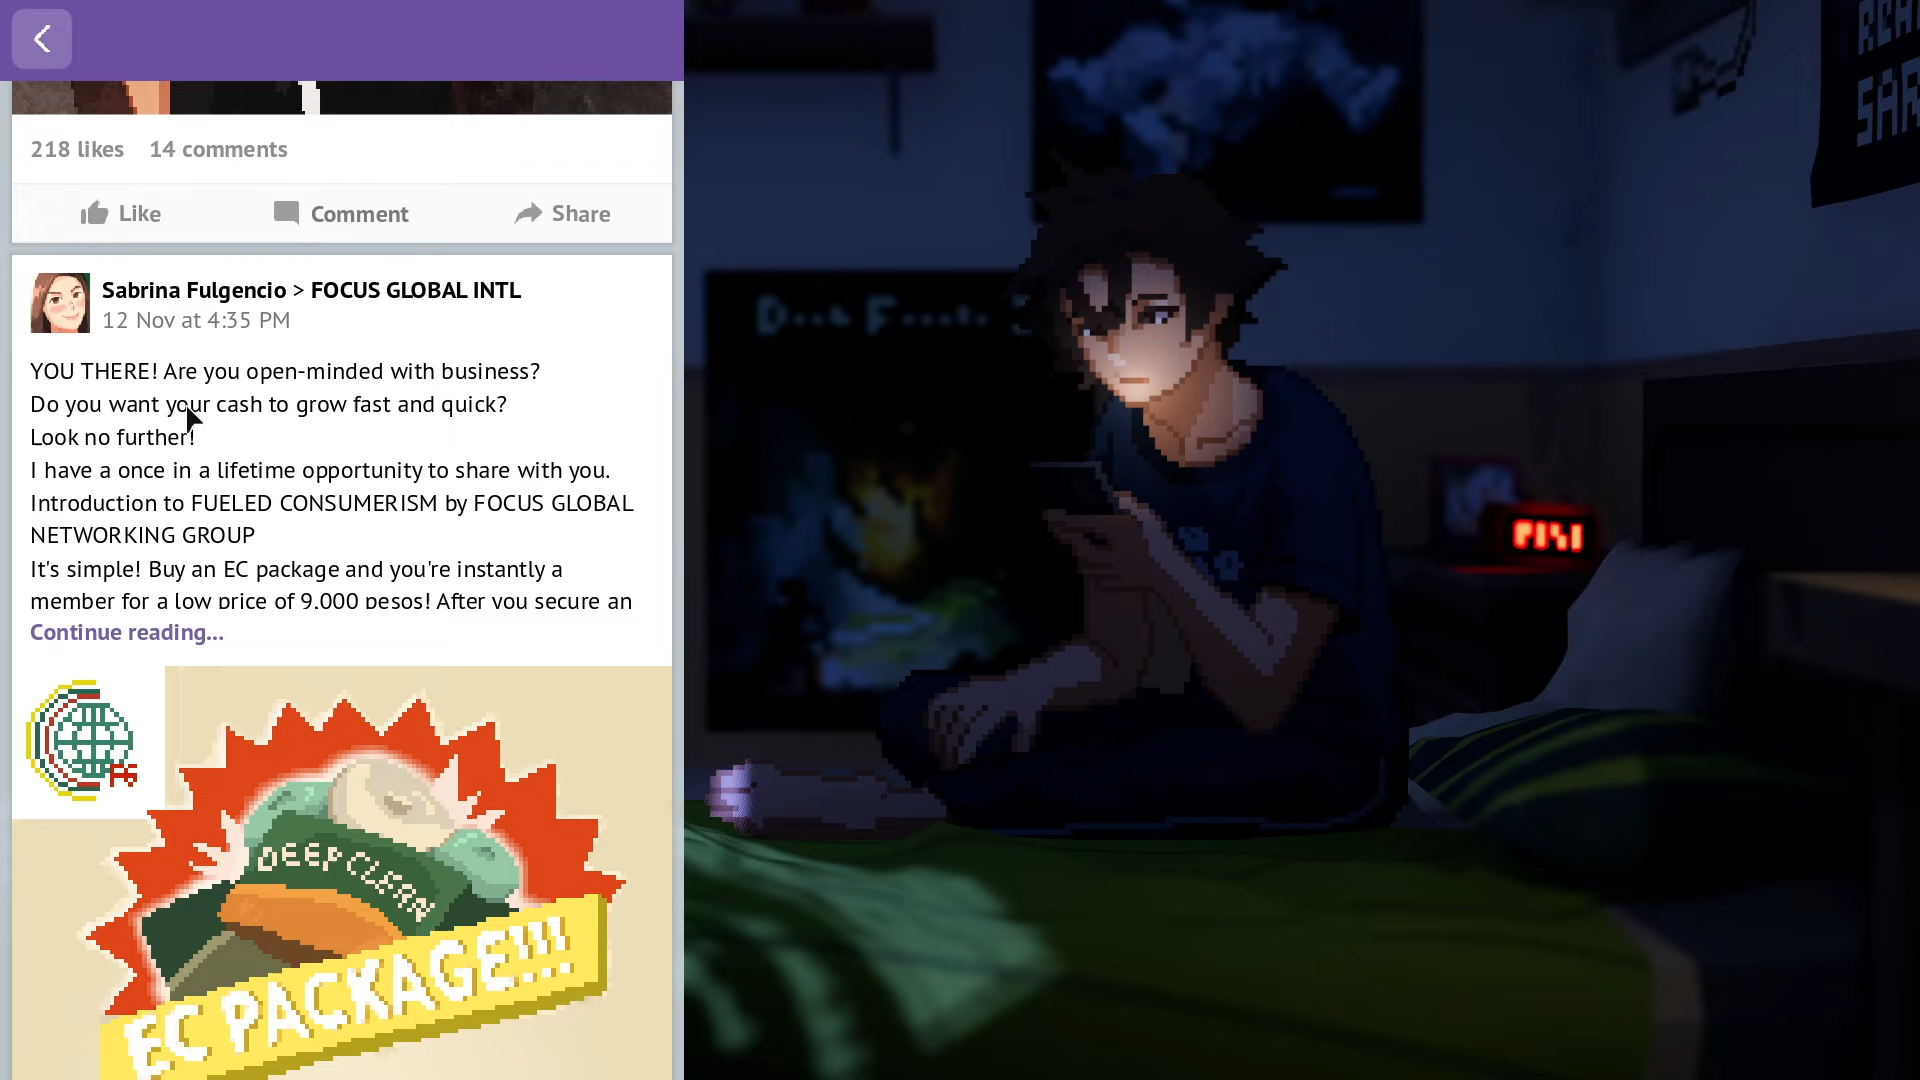 218 likes 14 comments
Like Comment Share
Sabrina Fulgencio > FOCUS GLOBAL INTL
12 Nov at 4:35 PM
YOU THERE! Are you open-minded with business?
Do you want your cash to grow fast and quick?
Look no further!
I have a once in a lifetime opportunity to share with you.
Introduction to FUELED CONSUMERISM by FOCUS GLOBAL
NETWORKING GROUP
It's simple! Buy an EC package and you're instantly a
member for a low price of 9,000 pesos! After you secure an
Continue reading...
FG
DEEPCLEAN
EC PACKAGE!!!